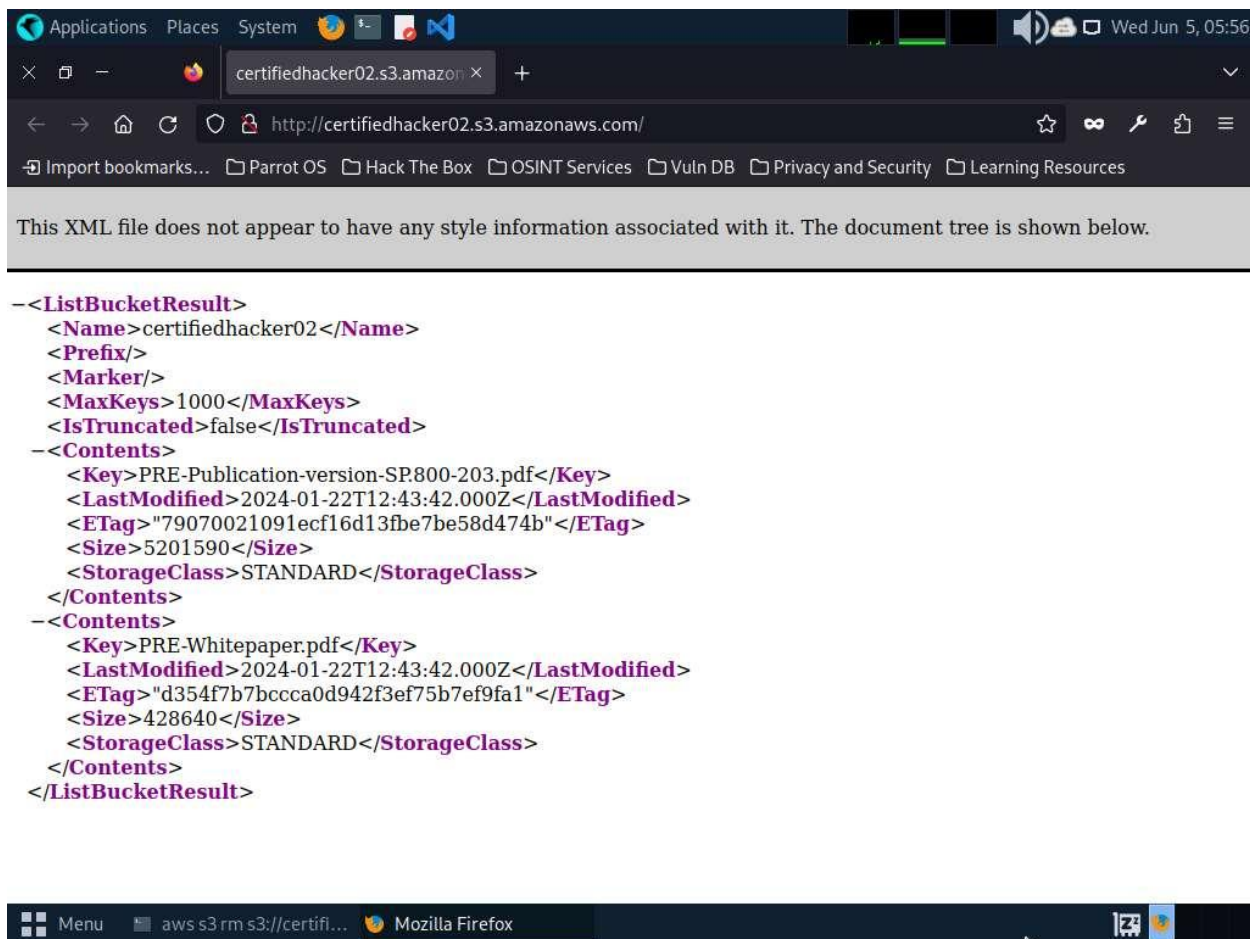 Applications Places System Wed Jun 5, 05:56
certifiedhacker02.s3.amazon
http://certifiedhacker02.s3.amazonaws.com/
Import bookmarks... Parrot OS Hack The Box OSINT Services Vuln DB Privacy and Security Learning Resources
This XML file does not appear to have any style information associated with it. The document tree is shown below.
−<ListBucketResult>
<Name>certifiedhacker02</Name>
<Prefix/>
<Marker/>
<MaxKeys>1000</MaxKeys>
<IsTruncated>false</IsTruncated>
−<Contents>
<Key>PRE-Publication-version-SP.800-203.pdf</Key>
<LastModified>2024-01-22T12:43:42.000Z</LastModified>
<ETag>"79070021091ecf16d13fbe7be58d474b"</ETag>
<Size>5201590</Size>
<StorageClass>STANDARD</StorageClass>
</Contents>
−<Contents>
<Key>PRE-Whitepaper.pdf</Key>
<LastModified>2024-01-22T12:43:42.000Z</LastModified>
<ETag>"d354f7b7bccca0d942f3ef75b7ef9fa1"</ETag>
<Size>428640</Size>
<StorageClass>STANDARD</StorageClass>
</Contents>
</ListBucketResult>
Menu aws s3 rm s3://certifi... Mozilla Firefox